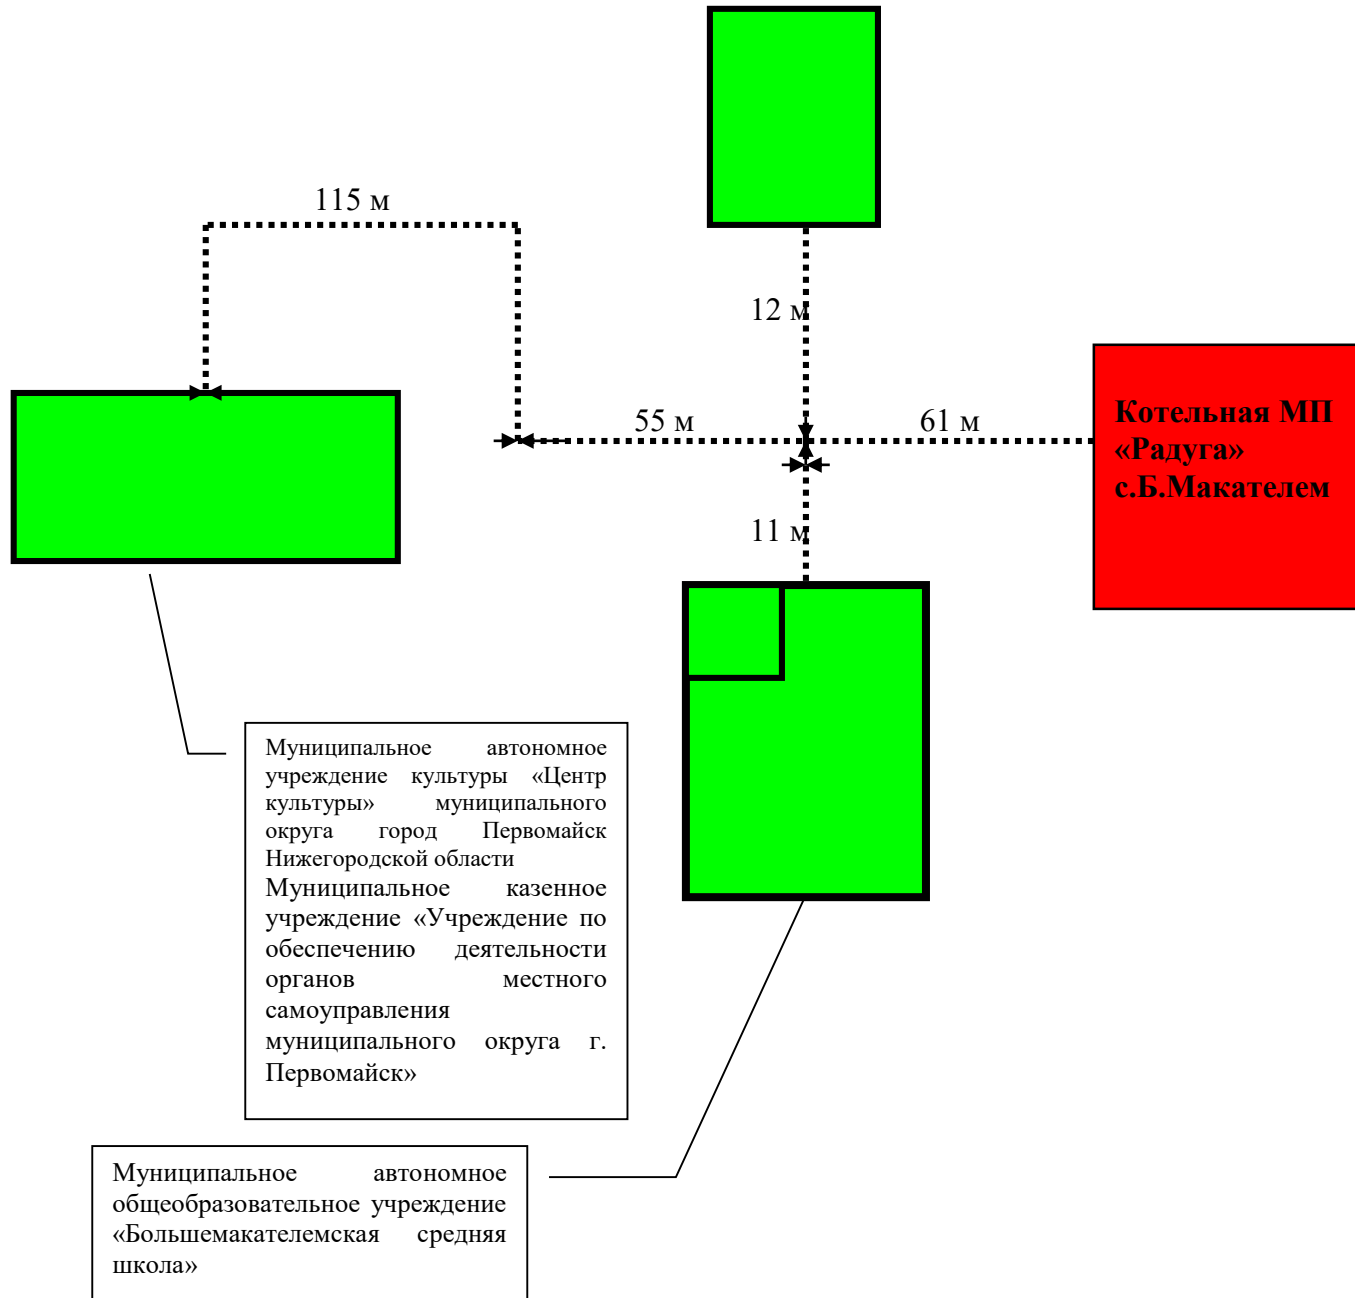 115 м
12 м
55 м
61 м
Котельная МП
«Радуга»
с.Б.Макателем
11 м
Муниципальное автономное
учреждение культуры «Центр
культуры» муниципального
округа город Первомайск
Нижегородской области
Муниципальное казенное
учреждение «Учреждение по
обеспечению деятельности
органов местного
самоуправления
муниципального округа г.
Первомайск»
Муниципальное автономное
общеобразовательное учреждение
«Большемакателемская средняя
школа»